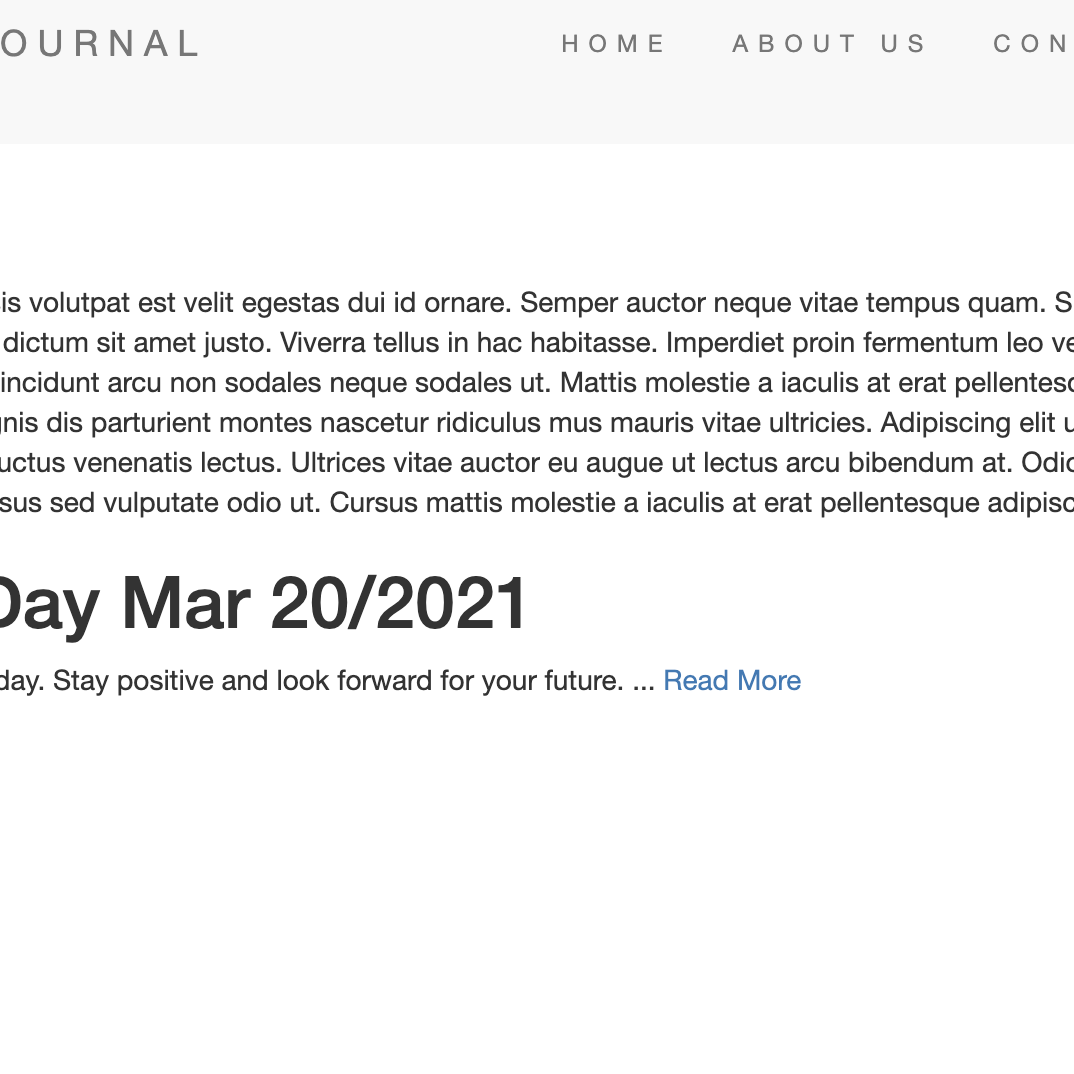 OURNAL HOME ABOUT US CON
is volutpat est velit egestas dui id ornare. Semper auctor neque vitae tempus quam. S
dictum sit amet justo. Viverra tellus in hac habitasse. Imperdiet proin fermentum leo ve
incidunt arcu non sodales neque sodales ut. Mattis molestie a iaculis at erat pellentesc
gnis dis parturient montes nascetur ridiculus mus mauris vitae ultricies. Adipiscing elit u
uctus venenatis lectus. Ultrices vitae auctor eu augue ut lectus arcu bibendum at. Odio
sus sed vulputate odio ut. Cursus mattis molestie a iaculis at erat pellentesque adipisc
Day Mar 20/2021
day. Stay positive and look forward for your future. ... Read More